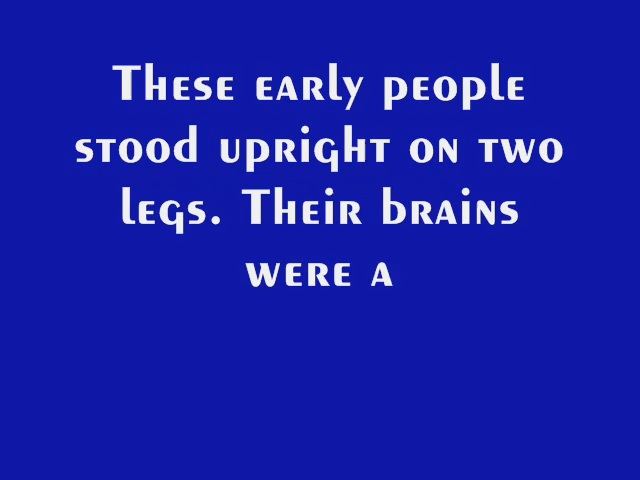 These early people
stood upright on two
legs. Their brains
were a